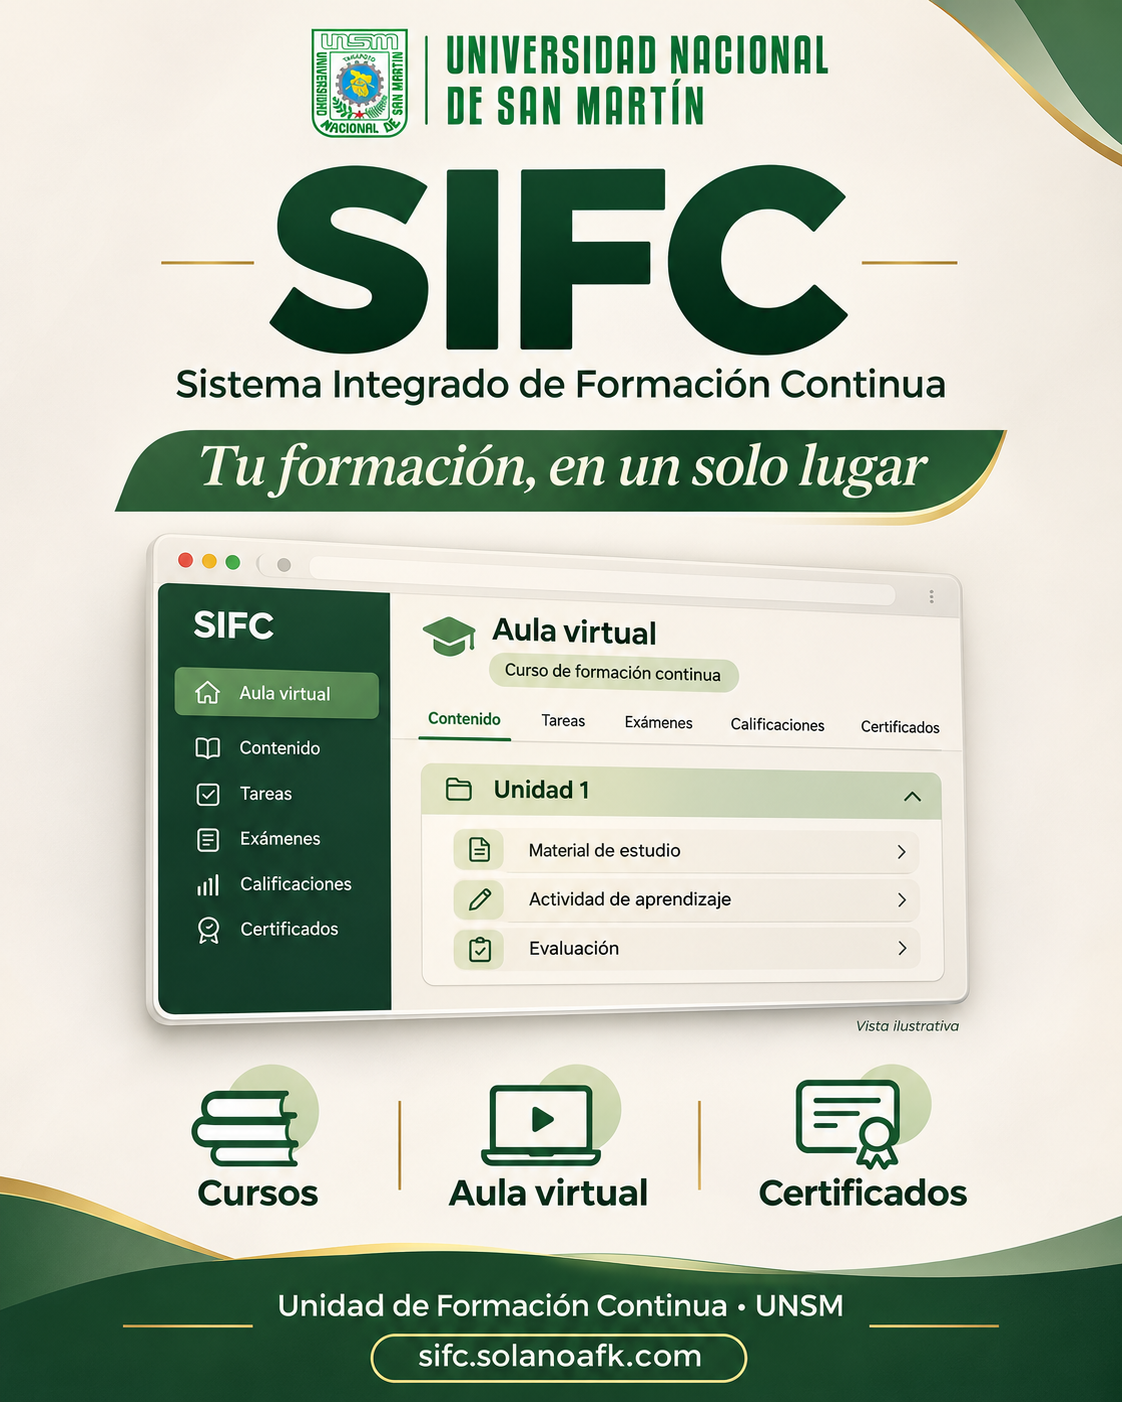 unsm
TARAPOTO
UNIVERSIDAD
NACIONAL DE
SAN MARTIN
UNIVERSIDAD NACIONAL
DE SAN MARTÍN
SIFC
Sistema Integrado de Formación Continua
Tu formación, en un solo lugar
SIFC
Aula virtual
Contenido
Tareas
Exámenes
Calificaciones
Certificados
Aula virtual
Curso de formación continua
Contenido Tareas Exámenes Calificaciones Certificados
Unidad 1
Material de estudio
Actividad de aprendizaje
Evaluación
Vista ilustrativa
Cursos
Aula virtual
Certificados
Unidad de Formación Continua • UNSM
sifc.solanoafk.com